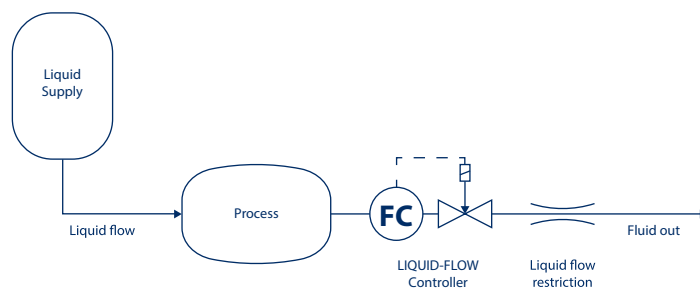 Liquid
Supply
Liquid flow
Process
FC
LIQUID-FLOW
Controller
Liquid flow
restriction
Fluid out